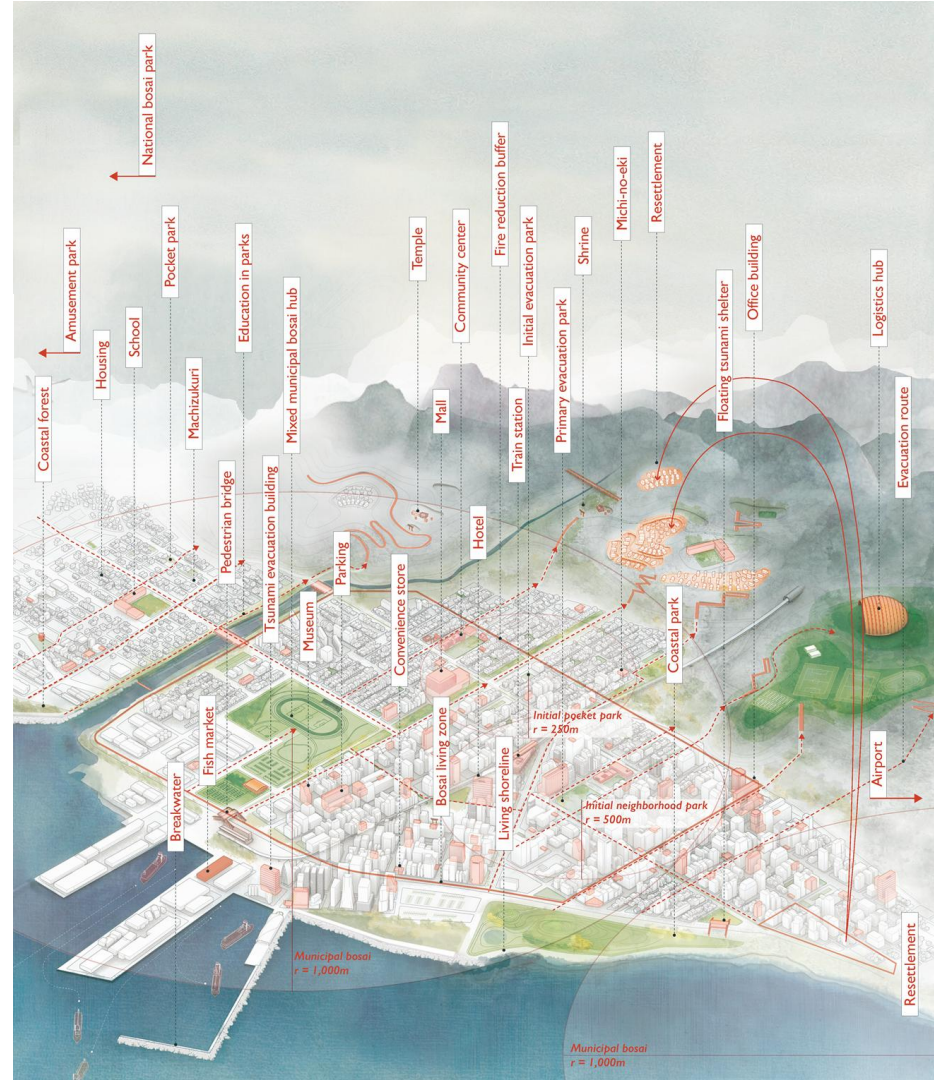 National bosai park
Amusement park
Coastal forest
Housing
School
Pocket park
Machizukuri
Education in parks
Pedestrian bridge
Tsunami evacuation building
Mixed municipal bosai hub
Museum
Parking
Temple
Mall
Community center
Fire reduction buffer
Initial evacuation park
Train station
Hotel
Convenience store
Primary evacuation park
Shrine
Michi-no-eki
Resettlement
Floating tsunami shelter
Office building
Logistics hub
Evacuation route
Coastal park
Fish market
Breakwater
Bosai living zone
Living shoreline
Airport
Resettlement
Initial pocket park
r = 250m
Initial neighborhood park
r = 500m
Municipal bosai
r = 1,000m
Municipal bosai
r = 1,000m